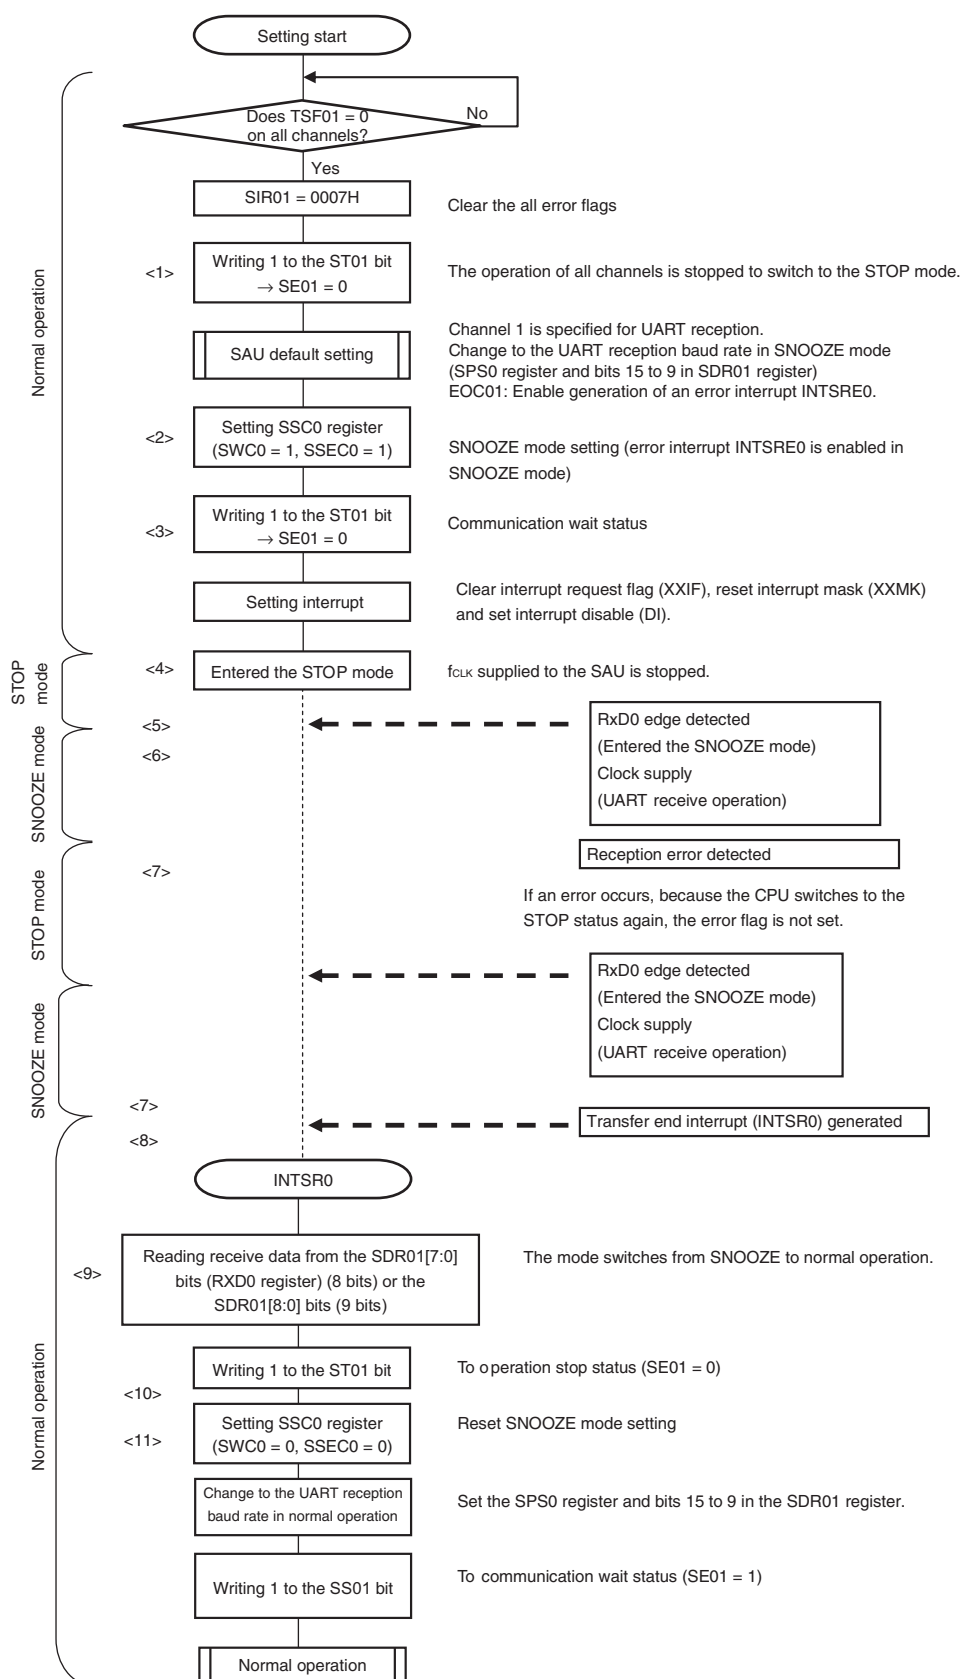 Setting start
Does TSF01 = 0
on all channels?
No
Yes
SIR01 = 0007H
Clear the all error flags
<1>
Writing 1 to the ST01 bit
→ SE01 = 0
The operation of all channels is stopped to switch to the STOP mode.
Normal operation
SAU default setting
Channel 1 is specified for UART reception.
Change to the UART reception baud rate in SNOOZE mode
(SPS0 register and bits 15 to 9 in SDR01 register)
EOC01: Enable generation of an error interrupt INTSRE0.
<2>
Setting SSC0 register
(SWC0 = 1, SSEC0 = 1)
SNOOZE mode setting (error interrupt INTSRE0 is enabled in
SNOOZE mode)
<3>
Writing 1 to the ST01 bit
→ SE01 = 0
Communication wait status
Setting interrupt
Clear interrupt request flag (XXIF), reset interrupt mask (XXMK)
and set interrupt disable (DI).
STOP
mode
<4>
Entered the STOP mode
fCLK supplied to the SAU is stopped.
<5>
<6>
SNOOZE mode
RxD0 edge detected
(Entered the SNOOZE mode)
Clock supply
(UART receive operation)
Reception error detected
<7>
STOP mode
If an error occurs, because the CPU switches to the
STOP status again, the error flag is not set.
RxD0 edge detected
(Entered the SNOOZE mode)
Clock supply
(UART receive operation)
SNOOZE mode
<7>
Transfer end interrupt (INTSR0) generated
<8>
INTSR0
<9>
Reading receive data from the SDR01[7:0]
bits (RXD0 register) (8 bits) or the
SDR01[8:0] bits (9 bits)
The mode switches from SNOOZE to normal operation.
Normal operation
Writing 1 to the ST01 bit
To operation stop status (SE01 = 0)
<10>
<11>
Setting SSC0 register
(SWC0 = 0, SSEC0 = 0)
Reset SNOOZE mode setting
Change to the UART reception
baud rate in normal operation
Set the SPS0 register and bits 15 to 9 in the SDR01 register.
Writing 1 to the SS01 bit
To communication wait status (SE01 = 1)
Normal operation